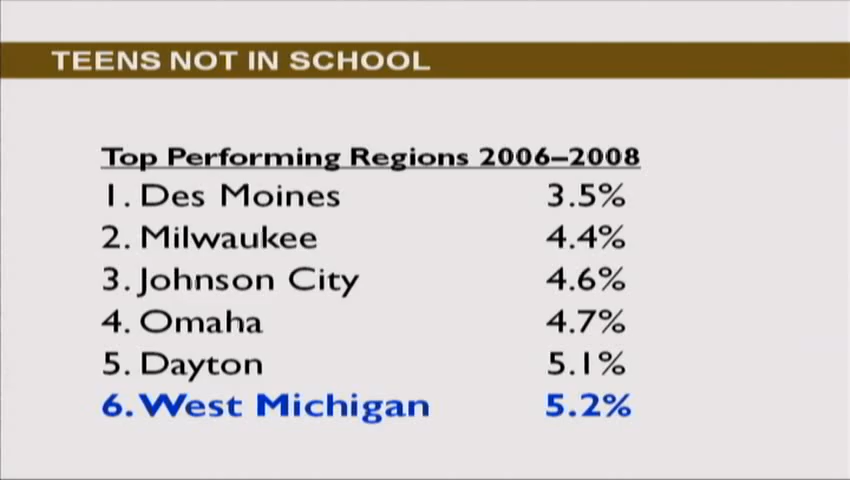 TEENS NOT IN SCHOOL
Top Performing Regions 2006–2008
1. Des Moines 3.5%
2. Milwaukee 4.4%
3. Johnson City 4.6%
4. Omaha 4.7%
5. Dayton 5.1%
6. West Michigan 5.2%